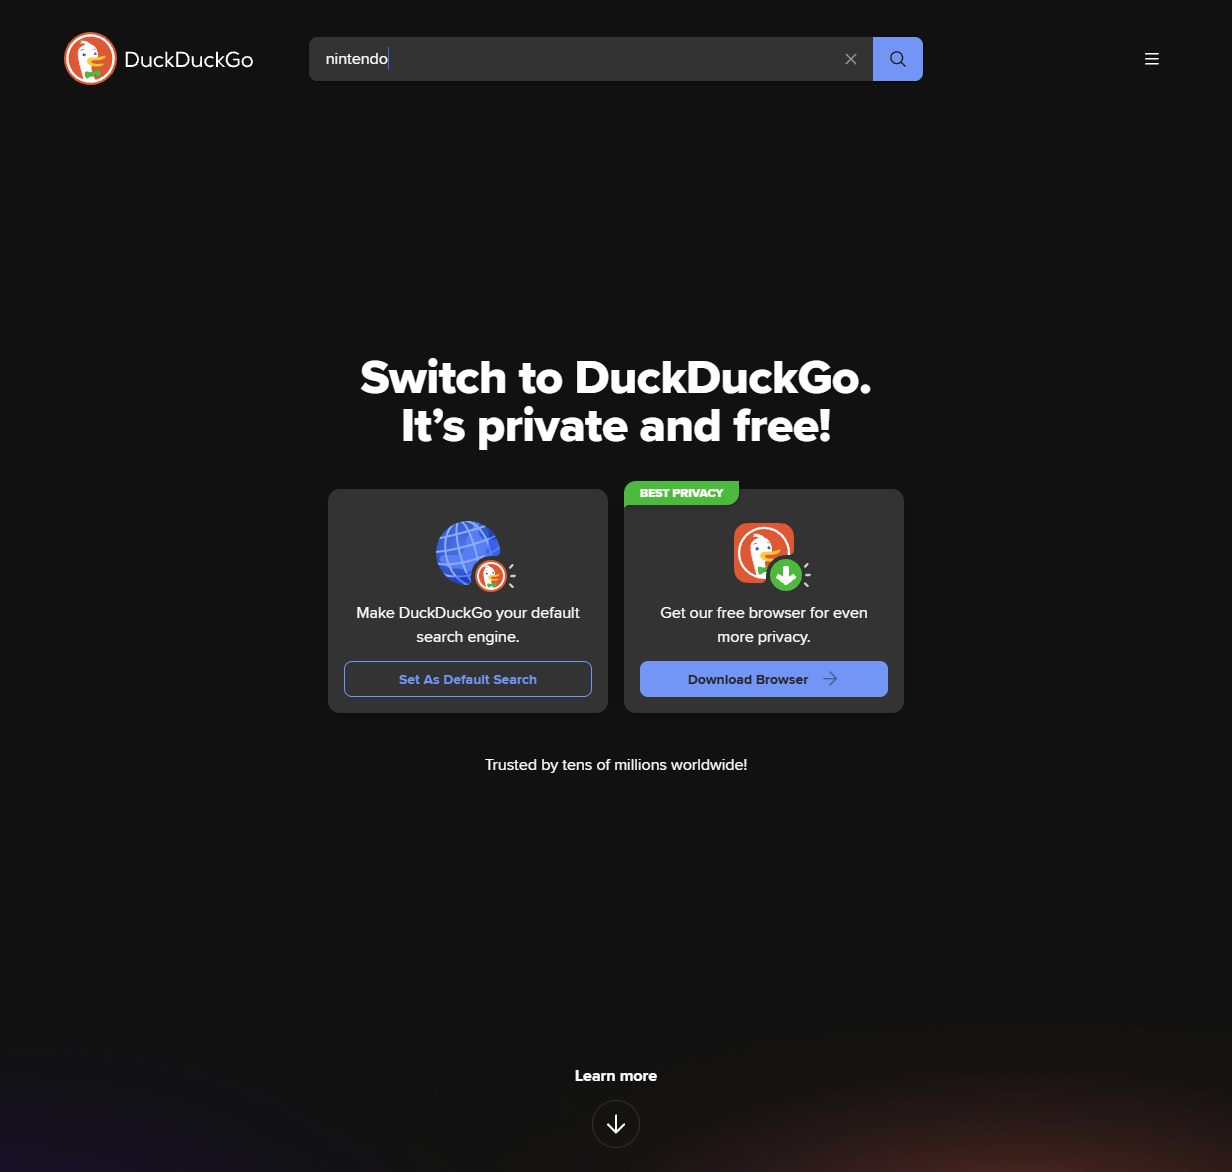 DuckDuckGo
nintendo
Switch to DuckDuckGo.
It’s private and free!
Make DuckDuckGo your default
search engine.
Set As Default Search
BEST PRIVACY
Get our free browser for even
more privacy.
Download Browser
Trusted by tens of millions worldwide!
Learn more